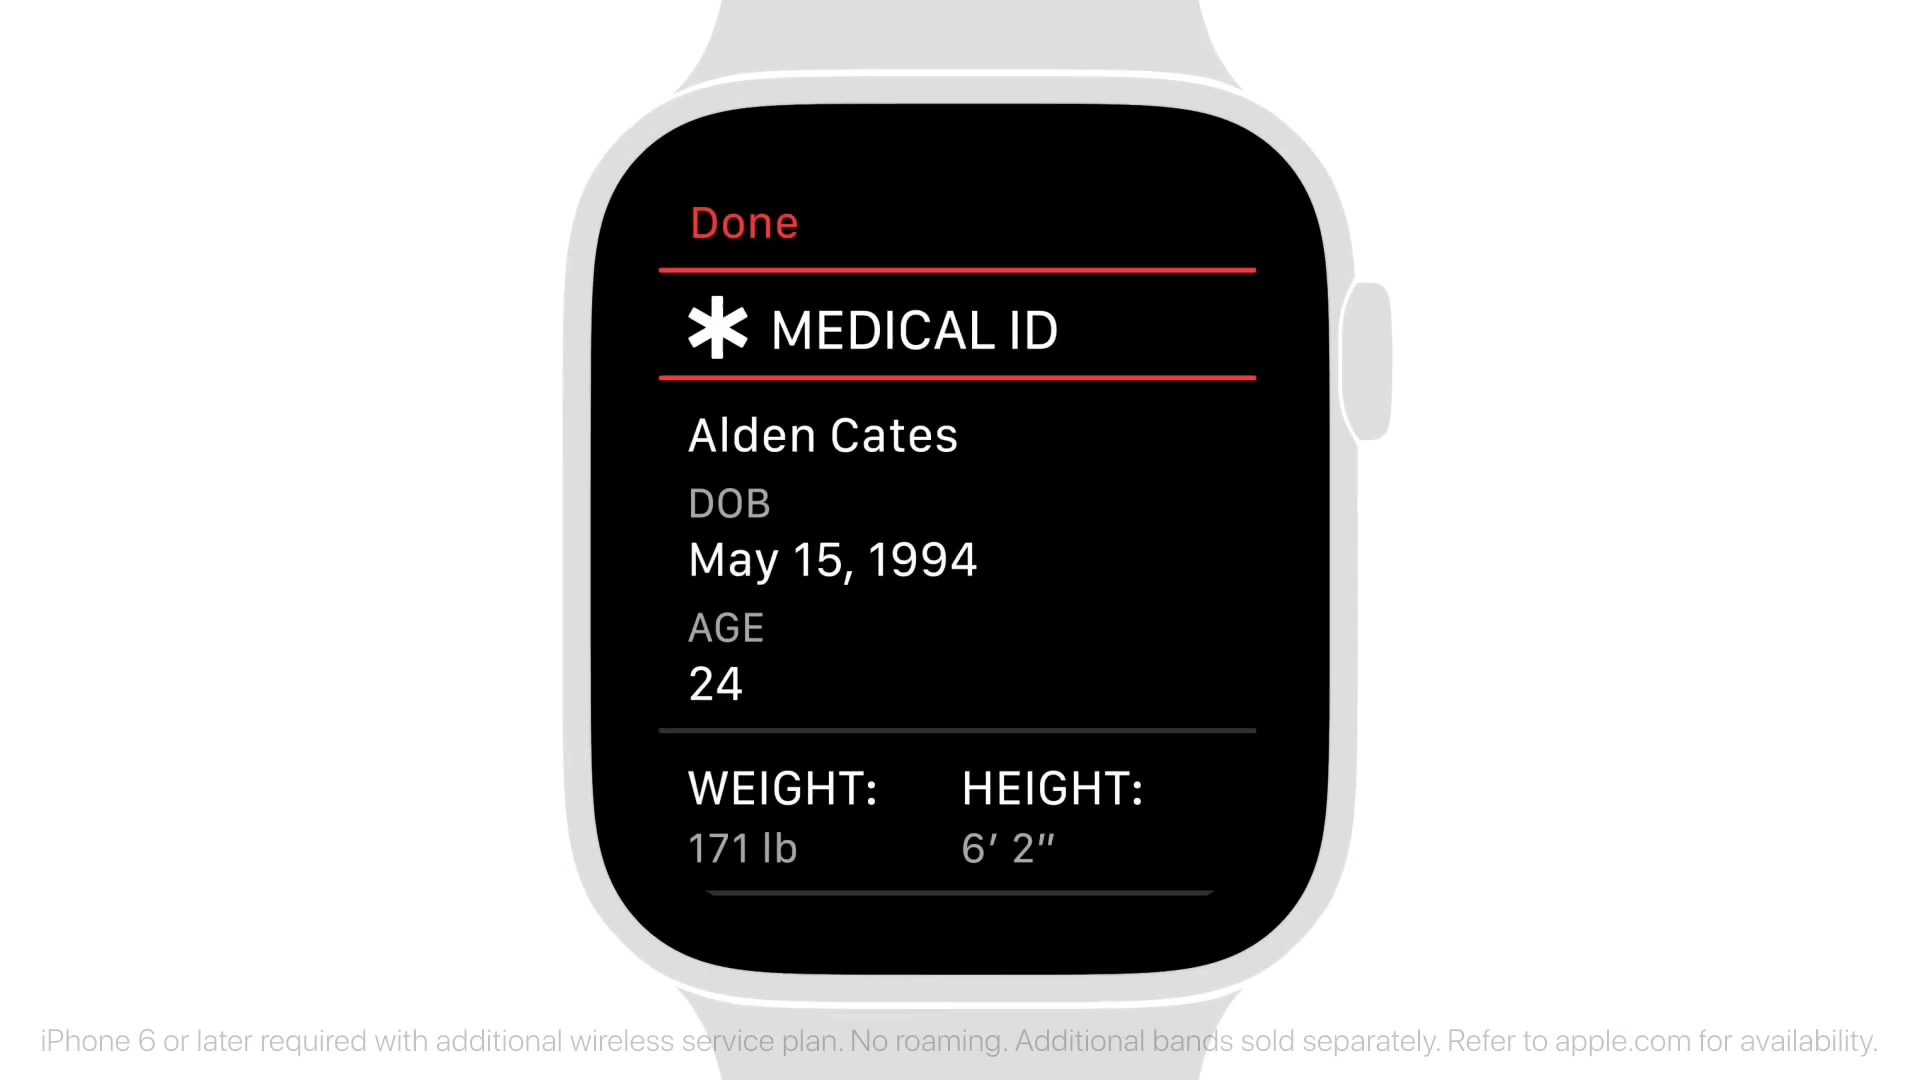 Done
MEDICAL ID
Alden Cates
DOB
May 15, 1994
AGE
24
WEIGHT: HEIGHT:
171 lb 6′ 2″
iPhone 6 or later required with additional wireless service plan. No roaming. Additional bands sold separately. Refer to apple.com for availability.